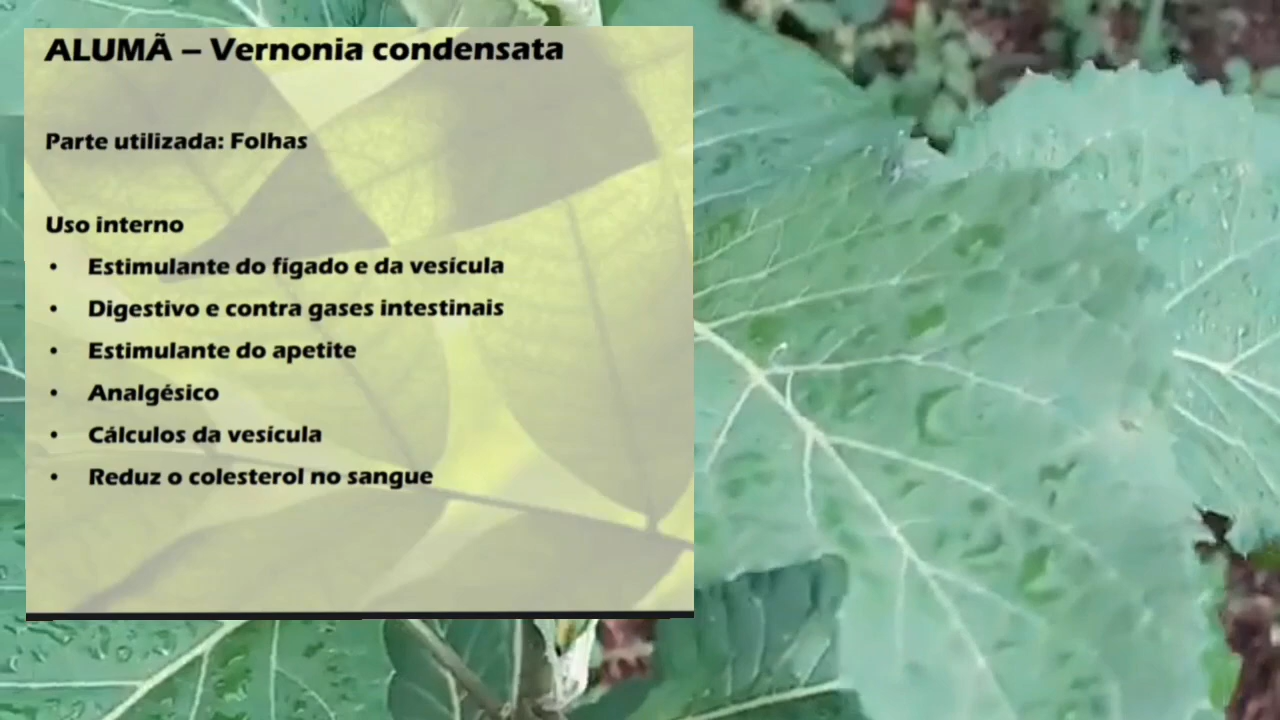 ALUMÃ – Vernonia condensata
Parte utilizada: Folhas
Uso interno
• Estimulante do fígado e da vesícula
• Digestivo e contra gases intestinais
• Estimulante do apetite
• Analgésico
• Cálculos da vesícula
• Reduz o colesterol no sangue